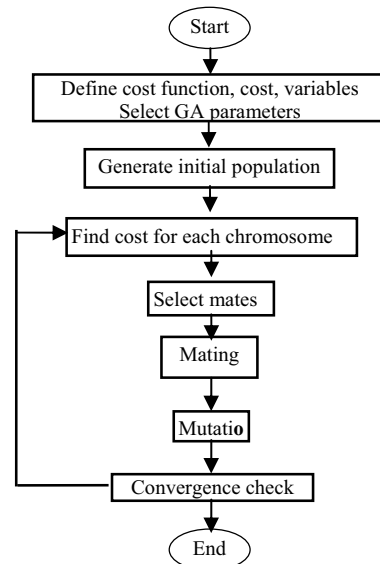 Start
Define cost function, cost, variables
Select GA parameters
Generate initial population
Find cost for each chromosome
Select mates
Mating
Mutatio
Convergence check
End